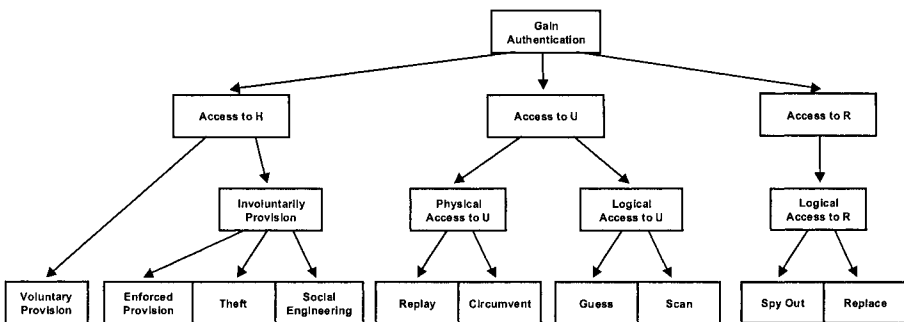 Gain
Authentication
Access to H
Access to U
Access to R
Involuntarily
Provision
Physical
Access to U
Logical
Access to U
Logical
Access to R
Voluntary
Provision
Enforced
Provision
Theft
Social
Engineering
Replay
Circumvent
Guess
Scan
Spy Out
Replace